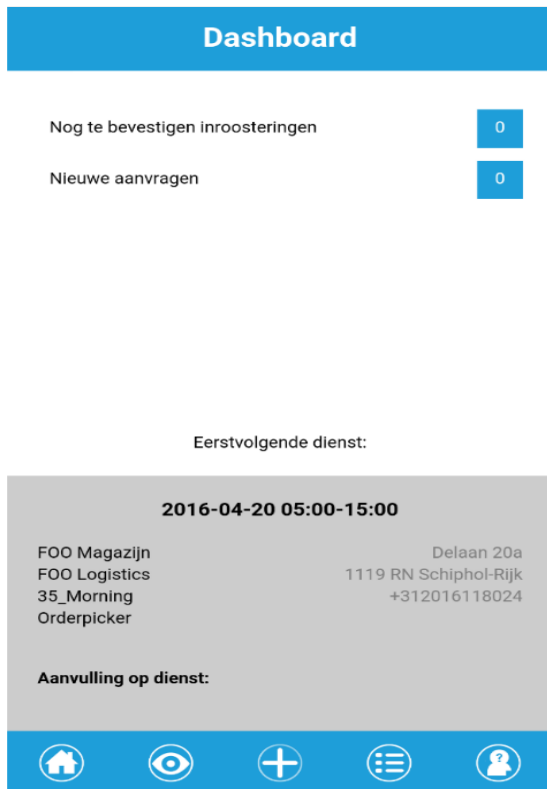 Dashboard
Nog te bevestigen inroosteringen 0
Nieuwe aanvragen 0
Eerstvolgende dienst:
2016-04-20 05:00-15:00
FOO Magazijn Delaan 20a
FOO Logistics 1119 RN Schiphol-Rijk
35_Morning +312016118024
Orderpicker
Aanvulling op dienst:
?